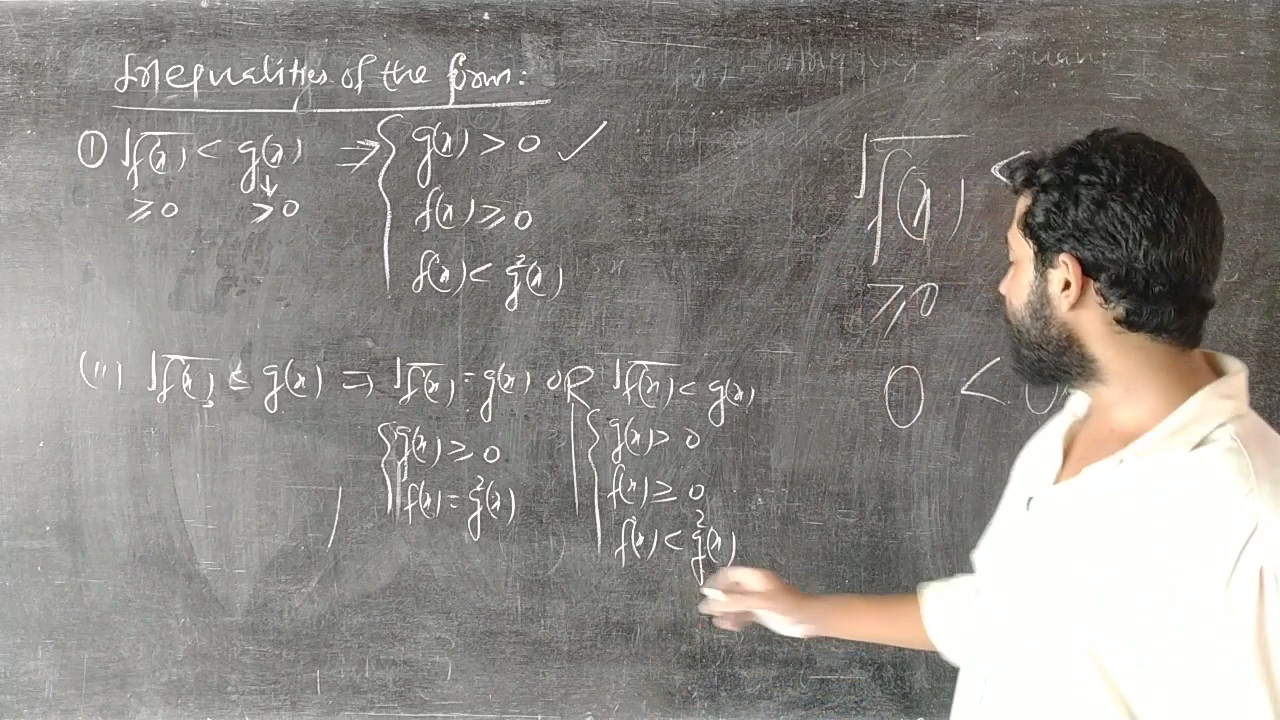 Inequalities of the form:
① √f(x) < g(x) ⇒ { g(x) > 0 ✓
≥ 0 ↓ > 0 f(x) ≥ 0
f(x) < g²(x)
(ii) √f(x) ≤ g(x) ⇒ √f(x) = g(x) OR √f(x) < g(x)
{ g(x) ≥ 0 { g(x) > 0
f(x) = g²(x) f(x) ≥ 0
f(x) < g²(x)
√f(x) <
≥ 0
0 <